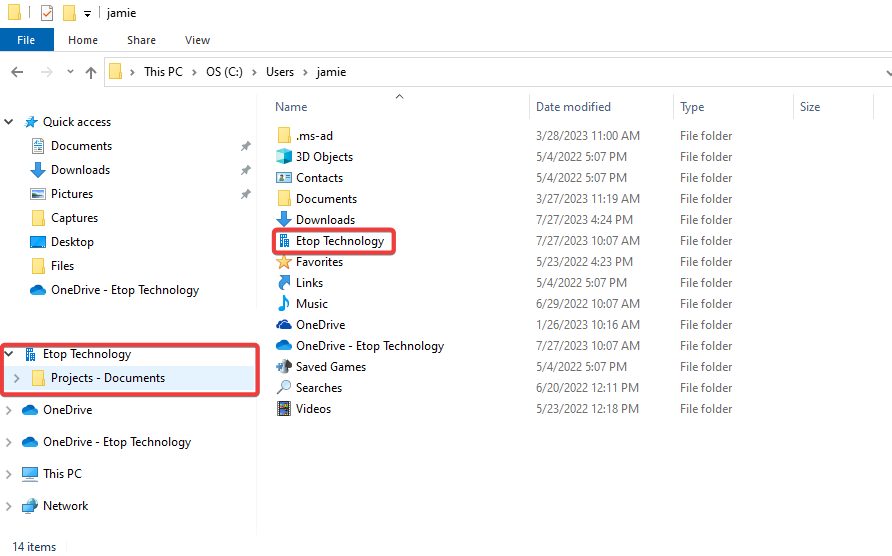 jamie
File Home Share View
This PC OS (C:) Users jamie
Name Date modified Type Size
Quick access
Documents
Downloads
Pictures
Captures
Desktop
Files
OneDrive - Etop Technology
Etop Technology
Projects - Documents
OneDrive
OneDrive - Etop Technology
This PC
Network
.ms-ad 3/28/2023 11:00 AM File folder
3D Objects 5/4/2022 5:07 PM File folder
Contacts 5/4/2022 5:07 PM File folder
Documents 3/27/2023 11:19 AM File folder
Downloads 7/27/2023 4:24 PM File folder
Etop Technology 7/27/2023 10:07 AM File folder
Favorites 5/23/2022 4:23 PM File folder
Links 5/4/2022 5:07 PM File folder
Music 6/29/2022 10:07 AM File folder
OneDrive 1/26/2023 10:16 AM File folder
OneDrive - Etop Technology 7/27/2023 10:07 AM File folder
Saved Games 5/4/2022 5:07 PM File folder
Searches 6/20/2022 12:11 PM File folder
Videos 5/23/2022 12:18 PM File folder
14 items